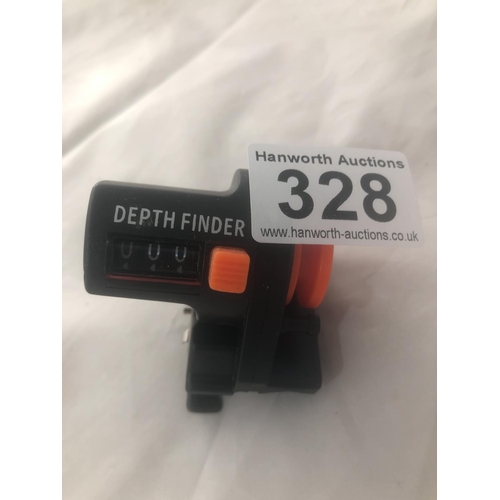 Hanworth Auctions
328
www.hanworth-auctions.co.uk
DEPTH FINDER
000